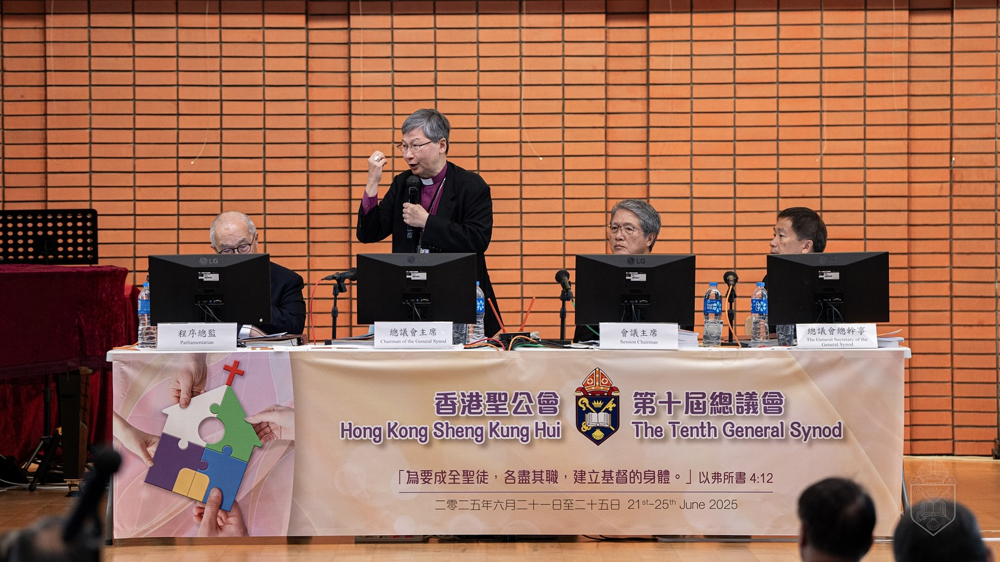 LG
LG
LG
程序總監
Parliamentarian
總議會主席
Chairman of the General Synod
會議主席
Session Chairman
總議會總幹事
The General Secretary of the
General Synod
香港聖公會
Hong Kong Sheng Kung Hui
第十屆總議會
The Tenth General Synod
「為要成全聖徒，各盡其職，建立基督的身體。」以弗所書 4:12
二零二五年六月二十一日至二十五日 21st-25th June 2025